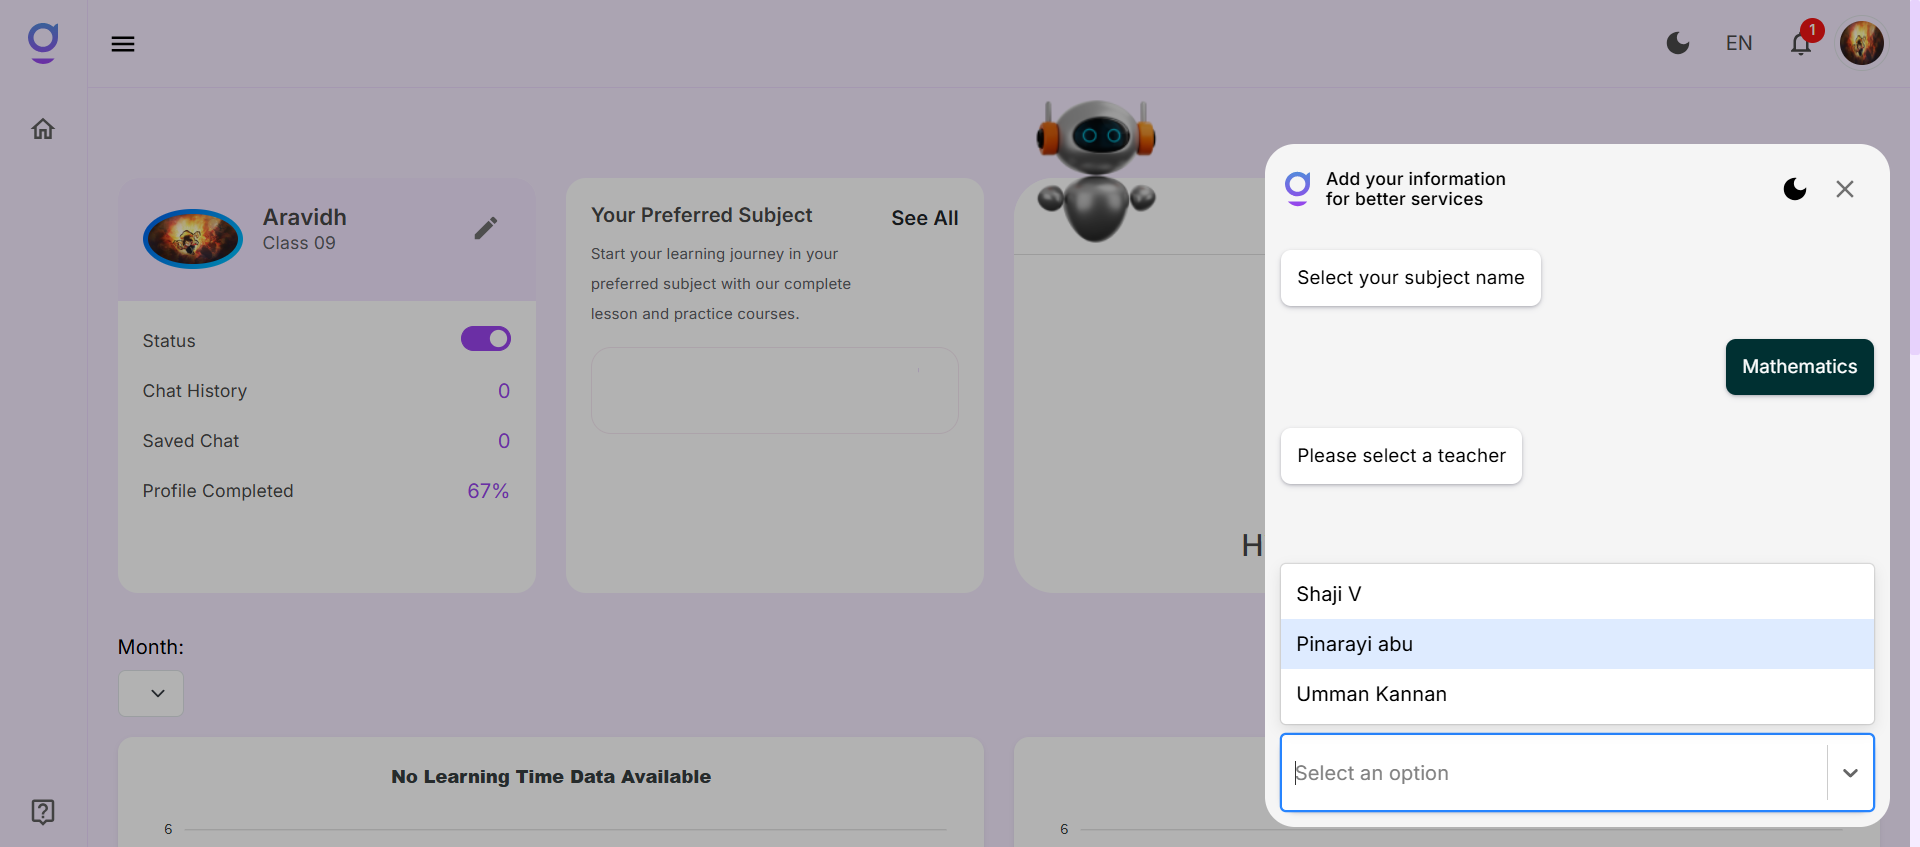 EN
1
Aravidh
Class 09
Status
Chat History
0
Saved Chat
0
Profile Completed
67%
Your Preferred Subject
See All
Start your learning journey in your
preferred subject with our complete
lesson and practice courses.
H
Month:
No Learning Time Data Available
6
6
Add your information
for better services
Select your subject name
Mathematics
Please select a teacher
Shaji V
Pinarayi abu
Umman Kannan
Select an option